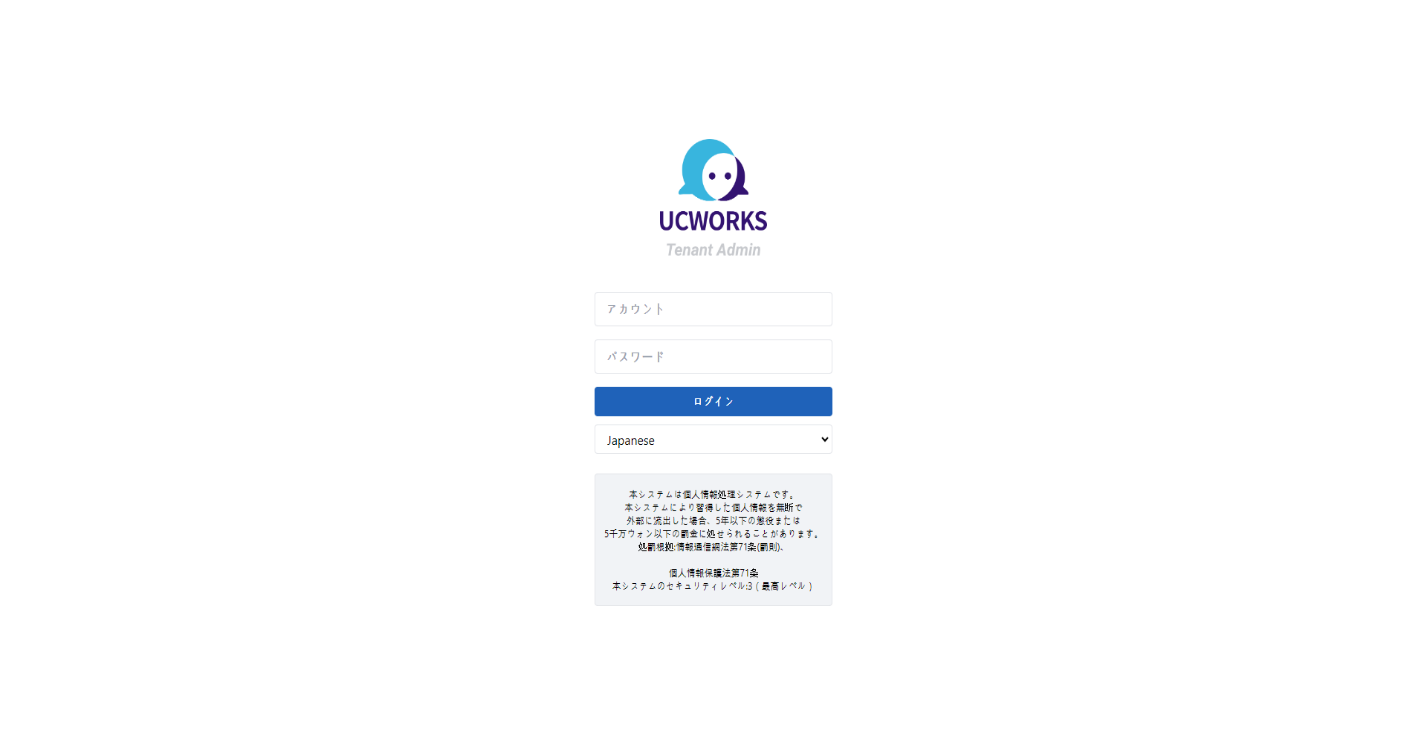 UCWORKS
Tenant Admin
アカウント
パスワード
ログイン
Japanese
本システムは個人情報処理システムです。
本システムにより習得した個人情報を無断で
外部に流出した場合、5年以下の懲役または
5千万ウォン以下の罰金に処せられることがあります。
処罰根拠:情報通信網法第71条(罰則)、
個人情報保護法第71条
本システムのセキュリティレベル:3 ( 最高レベル )